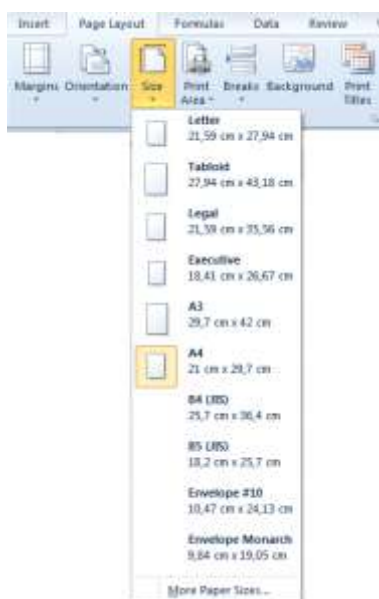 Insert Page Layout Formulas Data Review
Margins Orientation Size Print Area Breaks Background Print Titles
Letter
21,59 cm x 27,94 cm
Tabloid
27,94 cm x 43,18 cm
Legal
21,59 cm x 35,56 cm
Executive
18,41 cm x 26,67 cm
A3
29,7 cm x 42 cm
A4
21 cm x 29,7 cm
B4 (JIS)
25,7 cm x 36,4 cm
B5 (JIS)
18,2 cm x 25,7 cm
Envelope #10
10,47 cm x 24,13 cm
Envelope Monarch
9,84 cm x 19,05 cm
More Paper Sizes...